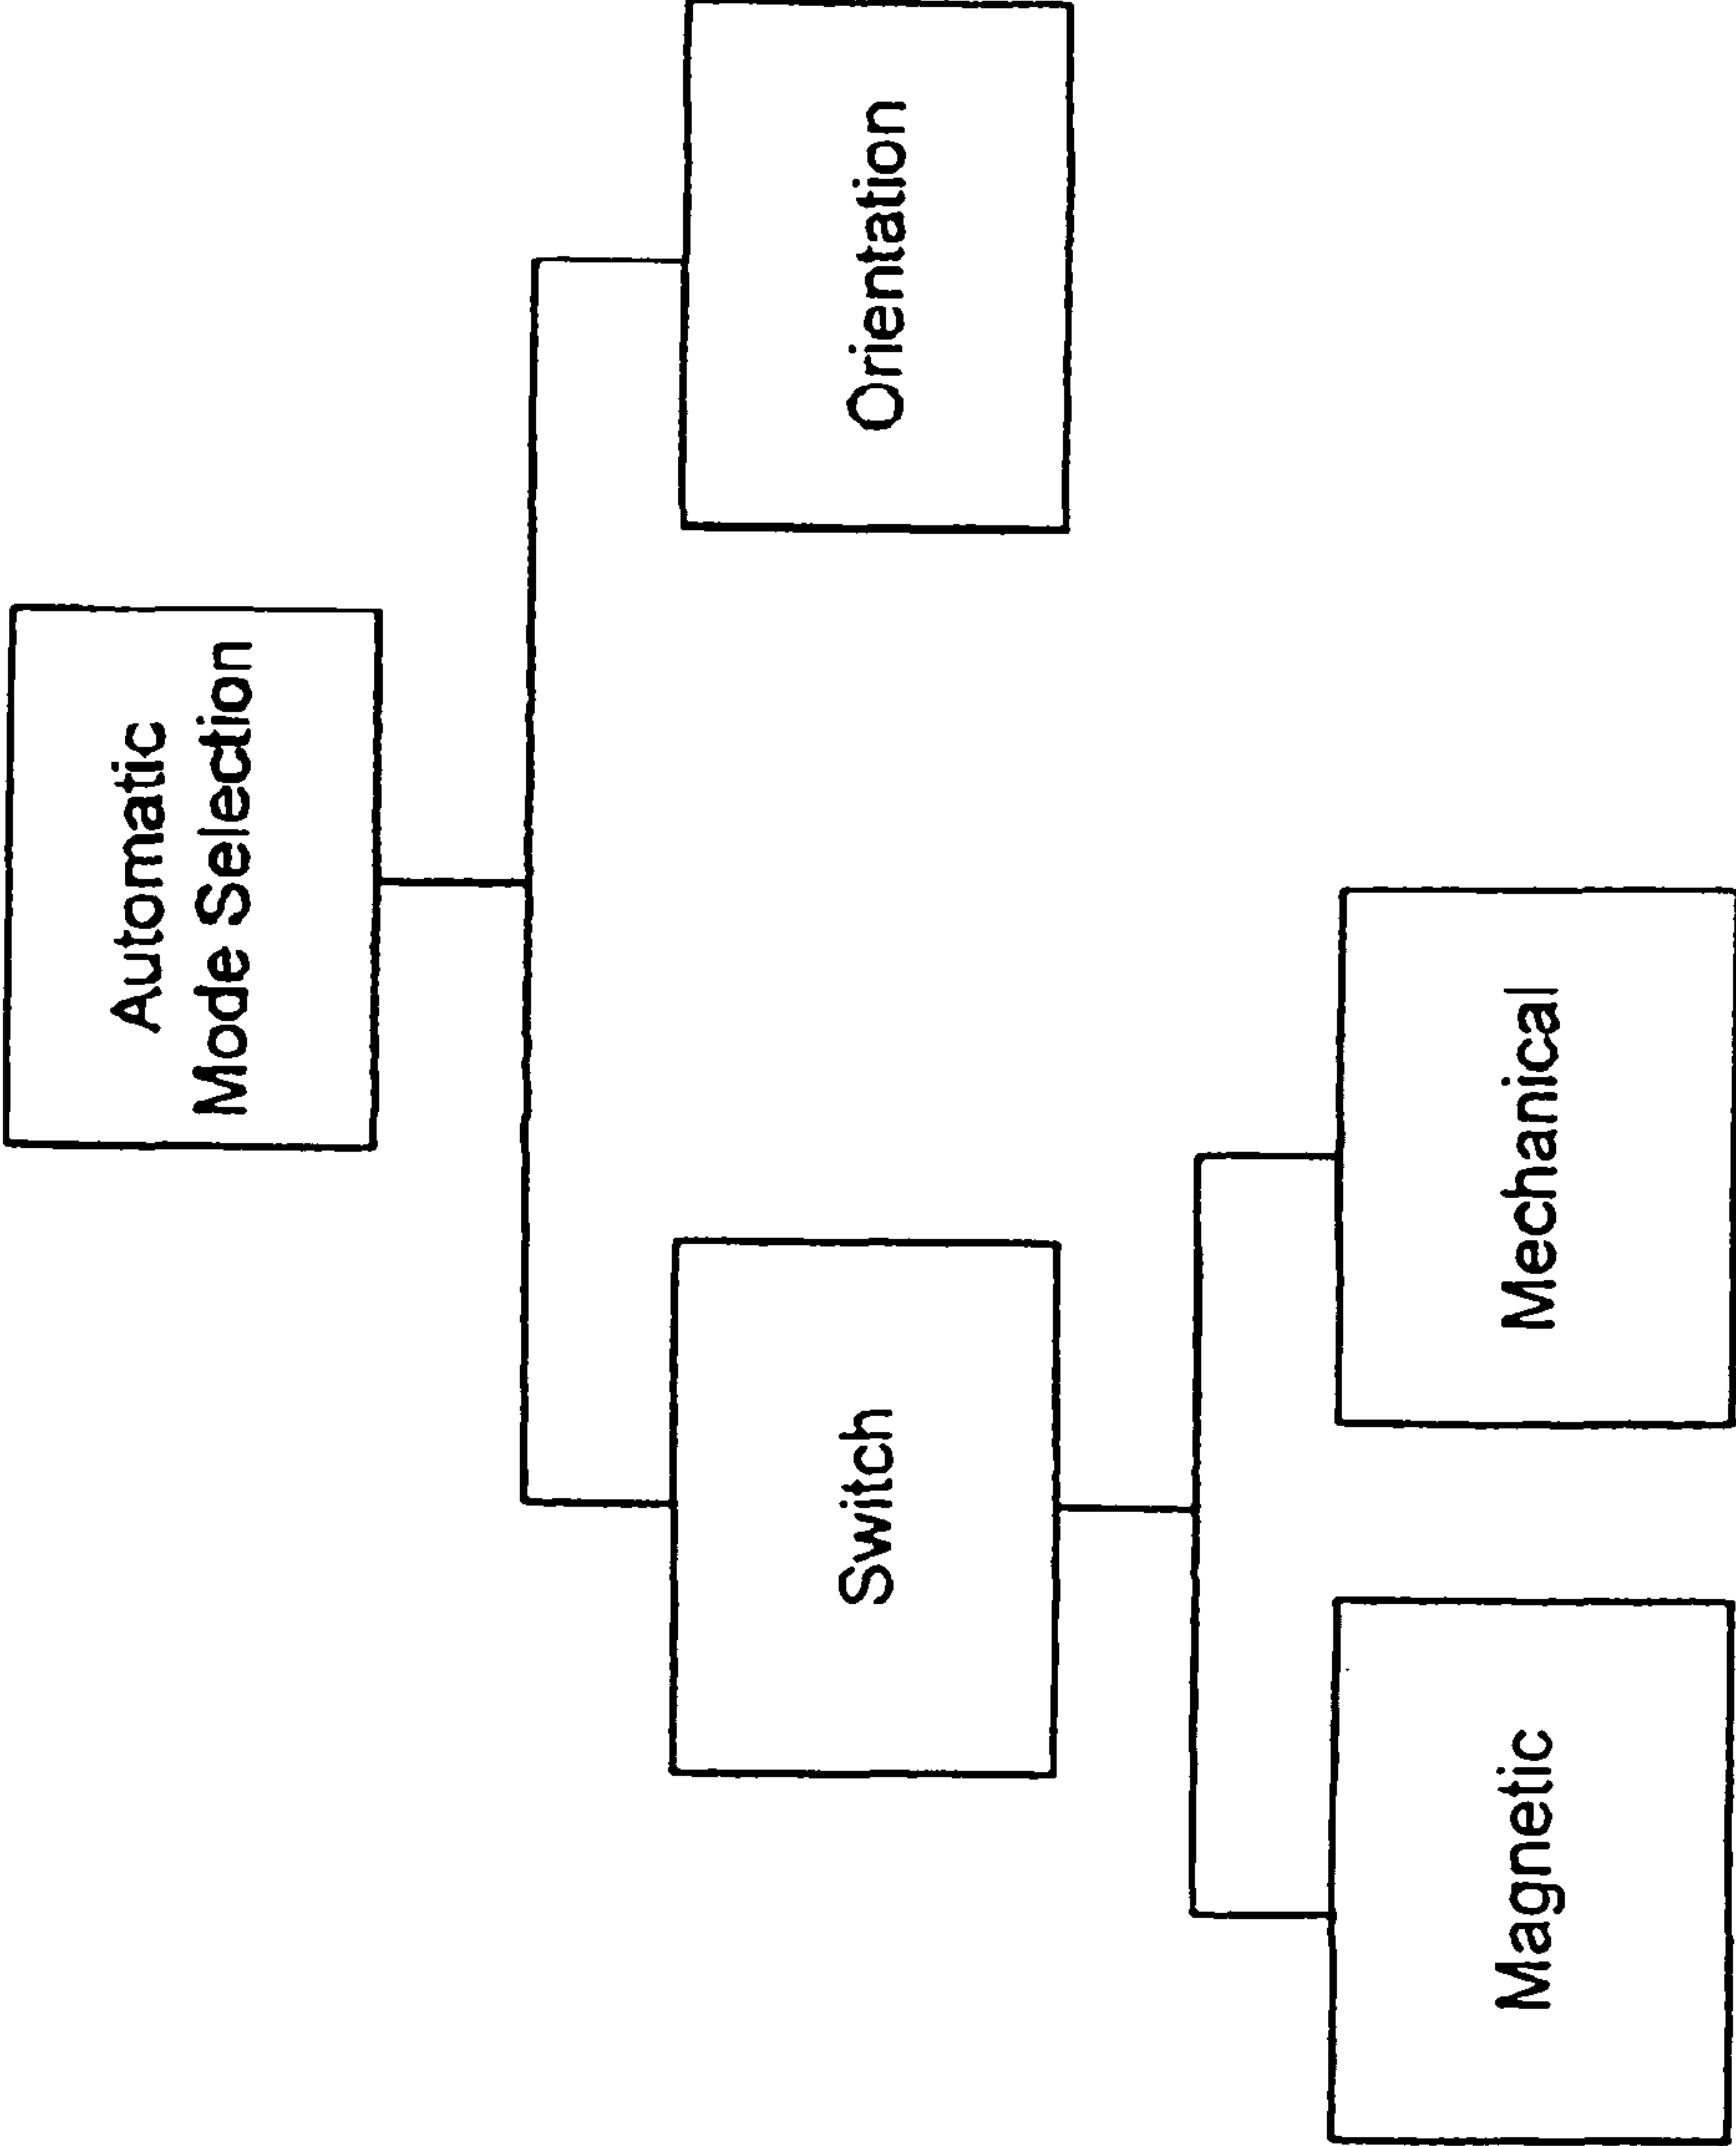 Automatic
Mode Selection
Switch
Orientation
Magnetic
Mechanical